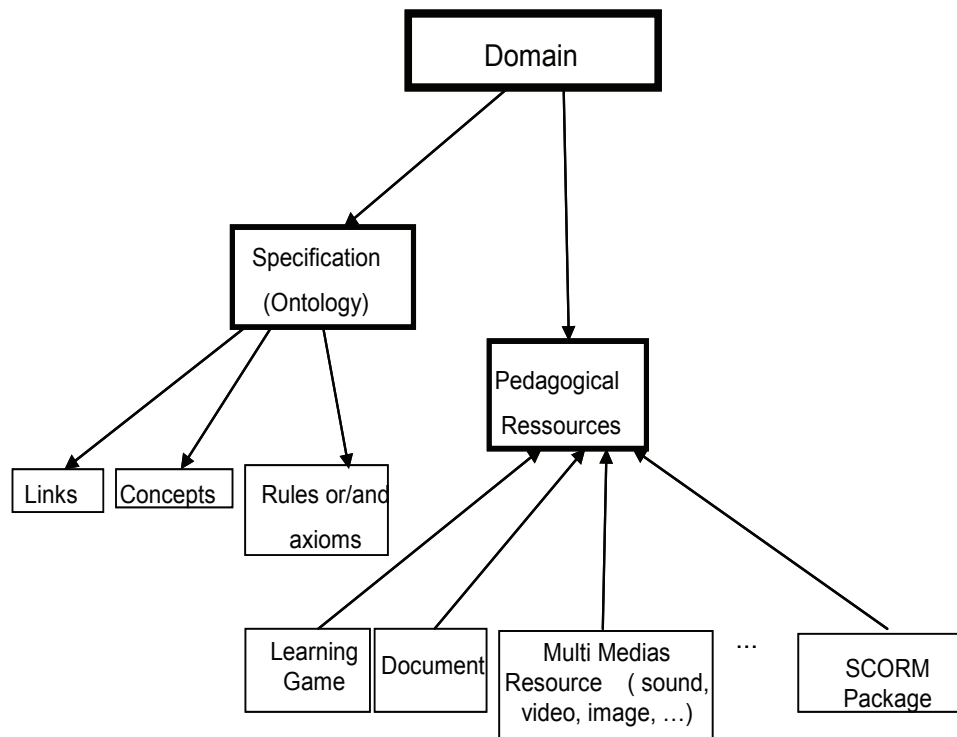 Domain
Specification
(Ontology)
Pedagogical
Ressources
Links
Concepts
Rules or/and
axioms
Learning
Game
Document
Multi Medias
Resource ( sound,
video, image, …)
...
SCORM
Package